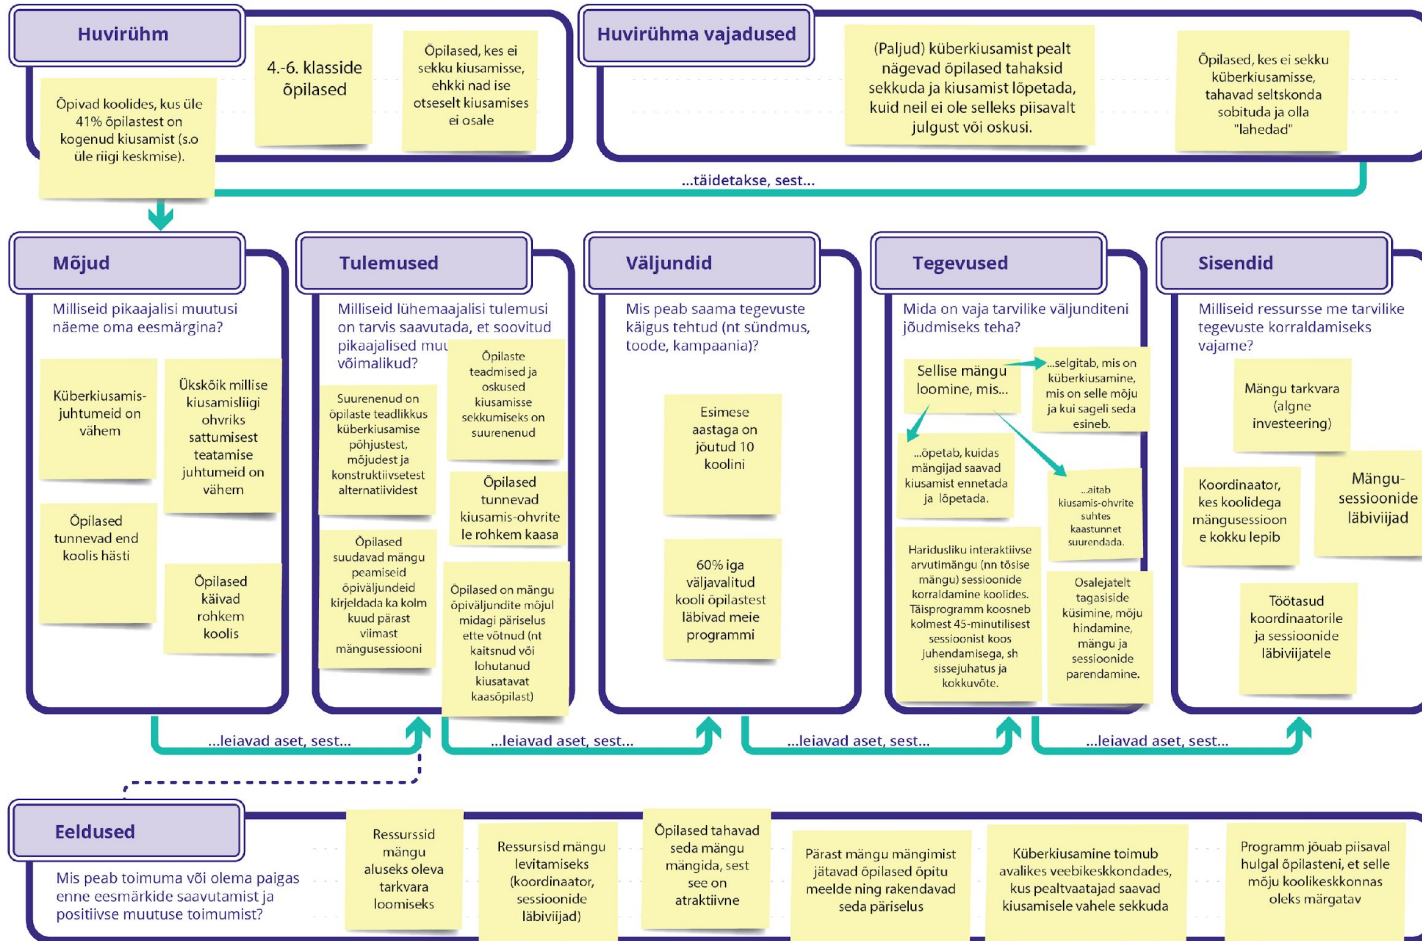 Huvirühm
Õpivad koolides, kus üle
41% õpilastest on
kogenud kiusamist (s.o
üle riigi keskmise).
4.-6. klasside
õpilased
Õpilased, kes ei
sekku kiusamisse,
ehkki nad ise
otseselt kiusamises
ei osale
Huvirühma vajadused
(Paljud) küberkiusamist pealt
nägevad õpilased tahaksid
sekkuda ja kiusamist lõpetada,
kuid neil ei ole selleks piisavalt
julgust või oskusi.
Õpilased, kes ei sekku
küberkiusamisse,
tahavad seltskonda
sobituda ja olla
"lahedad"
...täidetakse, sest...
Mõjud
Milliseid pikaajalisi muutusi
näeme oma eesmärgina?
Küberkiusamis-
juhtumeid on
vähem
Ükskõik millise
kiusamisliigi
ohvriks
sattumisest
teatamise
juhtumeid on
vähem
Õpilased
tunnevad end
koolis hästi
Õpilased
käivad
rohkem
koolis
Tulemused
Milliseid lühemaajalisi tulemusi
on tarvis saavutada, et soovitud
pikaajalised muu
võimalikud?
Õpilaste
teadmised ja
oskused
kiusamisse
sekkumiseks on
suurenenud
Suurenenud on
õpilaste teadlikkus
küberkiusamise
põhjustest,
mõjudest ja
konstruktiivsetest
alternatiividest
Õpilased
tunnevad
kiusamis-ohvrite
le rohkem kaasa
Õpilased
suudavad mängu
peamiseid
õpiväljundeid
kirjeldada ka kolm
kuud pärast
viimast
mängusessiooni
Õpilased on mängu
õpiväljundite mõjul
midagi päriselus
ette võtnud (nt
kaitsnud või
lohutanud
kiusatavat
kaasõpilast)
Väljundid
Mis peab saama tegevuste
käigus tehtud (nt sündmus,
toode, kampaania)?
Esimese
aastaga on
jõutud 10
koolini
60% iga
väljavalitud
kooli õpilastest
läbivad meie
programmi
Tegevused
Mida on vaja tarvilike väljunditeni
jõudmiseks teha?
Sellise mängu
loomine, mis...
...selgitab, mis on
küberkiusamine,
mis on selle mõju
ja kui sageli seda
esineb.
...õpetab, kuidas
mängijad saavad
kiusamist ennetada
ja lõpetada.
...aitab
kiusamis-ohvrite
suhtes
kaastunnet
suurendada.
Haridusliku interaktiivse
arvutimängu (nn tõsise
mängu) sessioonide
korraldamine koolides.
Täisprogramm koosneb
kolmest 45-minutilisest
sessioonist koos
juhendamisega, sh
sissejuhatus ja
kokkuvõte.
Osalejatelt
tagasiside
küsimine, mõju
hindamine,
mängu ja
sessioonide
parendamine.
Sisendid
Milliseid ressursse me tarvilike
tegevuste korraldamiseks
vajame?
Mängu tarkvara
(algne
investeering)
Koordinaator,
kes koolidega
mängusessioon
e kokku lepib
Mängu-
sessioonide
läbiviijad
Töötasud
koordinaatorile
ja sessioonide
läbiviijatele
...leiavad aset, sest...
...leiavad aset, sest...
...leiavad aset, sest...
...leiavad aset, sest...
Eeldused
Mis peab toimuma või olema paigas
enne eesmärkide saavutamist ja
positiivse muutuse toimumist?
Ressurssid
mängu
aluseks oleva
tarkvara
loomiseks
Ressursisd mängu
levitamiseks
(koordinaator,
sessioonide
läbiviijad)
Õpilased tahavad
seda mängu
mängida, sest
see on
atraktiivne
Pärast mängu mängimist
jätavad õpilased õpitu
meelde ning rakendavad
seda päriselus
Küberkiusamine toimub
avalikes veebikeskkondades,
kus pealtvaatajad saavad
kiusamisele vahele sekkuda
Programm jõuab piisaval
hulgal õpilasteni, et selle
mõju koolikeskkonnas
oleks märgatav